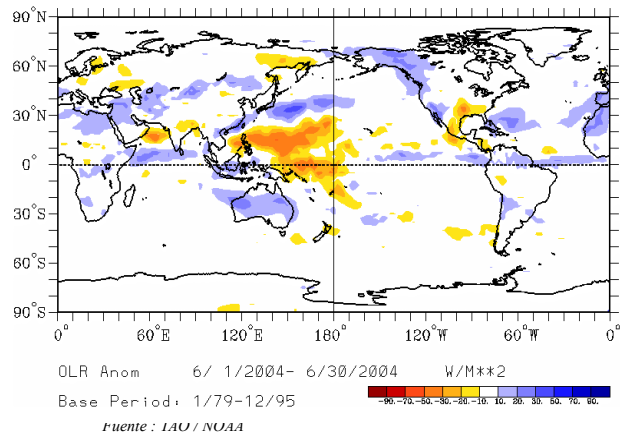 90°N
60°N
30°N
0°
30°S
60°S
90°S
0° 60°E 120°E 180° 120°W 60°W 0°
OLR Anom 6/ 1/2004- 6/30/2004 W/M**2
Base Period: 1/79-12/95
-90. -70. -50. -30. -20. -10. 10. 20. 30. 50. 70. 90.
Fuente : TAO / NOAA